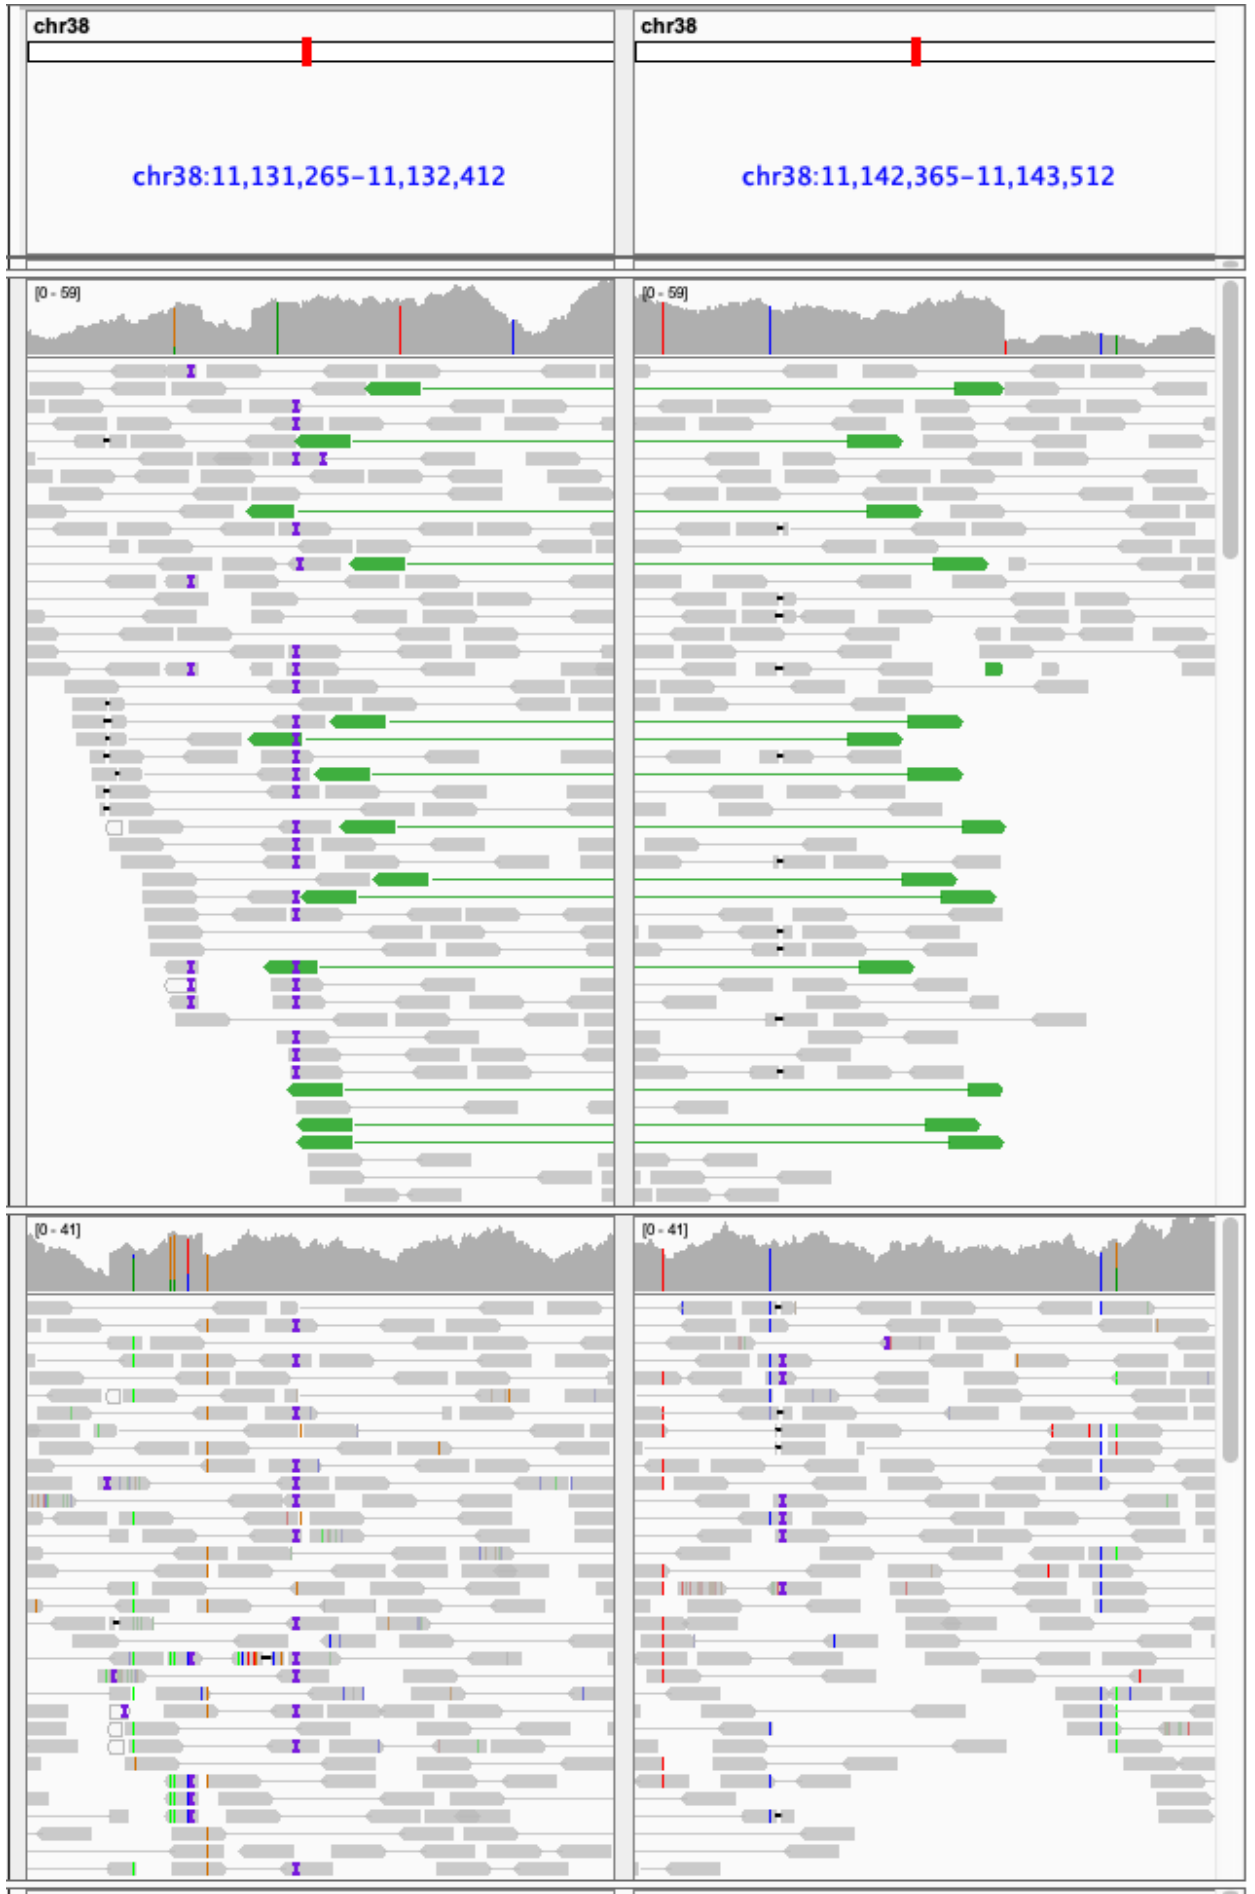 chr38 chr38
chr38:11,131,265–11,132,412 chr38:11,142,365–11,143,512
[0 - 59] [0 - 59]
[0 - 41] [0 - 41]